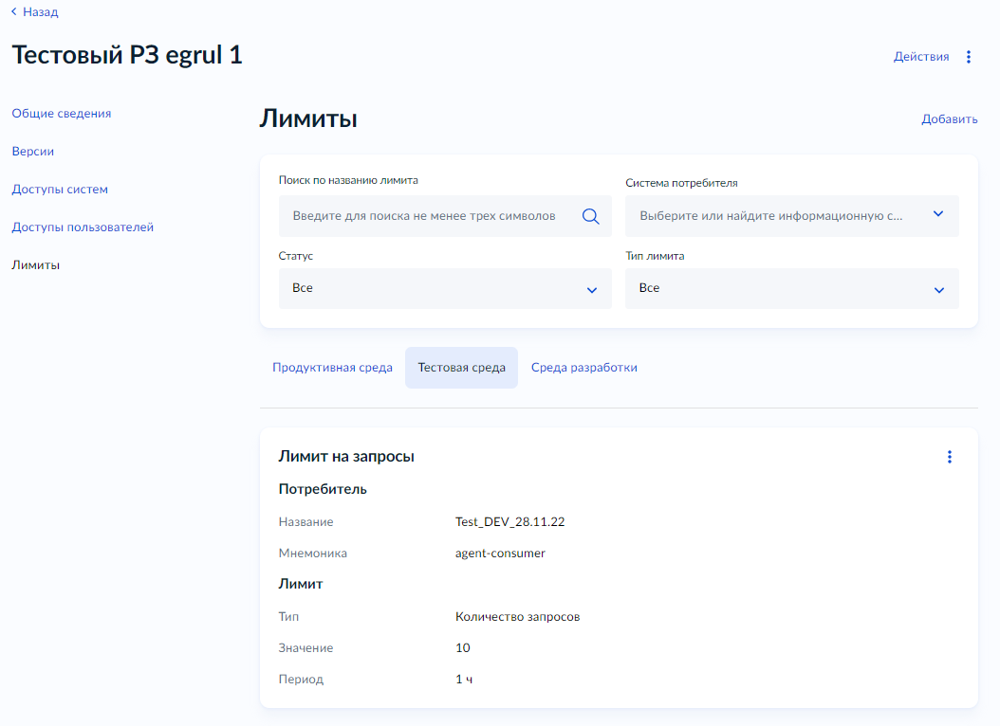 Назад
Тестовый РЗ egrul 1
Действия
Общие сведения
Версии
Доступы систем
Доступы пользователей
Лимиты
Лимиты
Добавить
Поиск по названию лимита
Система потребителя
Введите для поиска не менее трех символов
Выберите или найдите информационную с...
Статус
Тип лимита
Все
Все
Продуктивная среда
Тестовая среда
Среда разработки
Лимит на запросы
Потребитель
Название Test_DEV_28.11.22
Мнемоника agent-consumer
Лимит
Тип Количество запросов
Значение 10
Период 1 ч